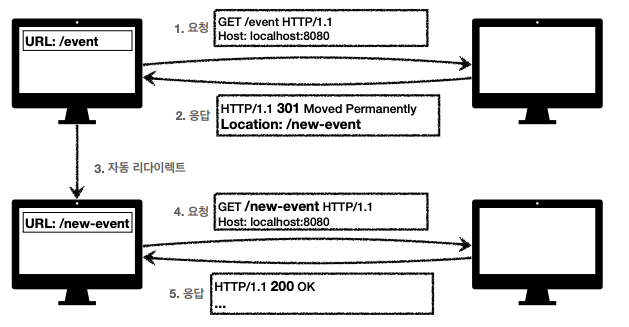 URL: /event
1. 요청
GET /event HTTP/1.1
Host: localhost:8080
2. 응답
HTTP/1.1 301 Moved Permanently
Location: /new-event
3. 자동 리다이렉트
URL: /new-event
4. 요청
GET /new-event HTTP/1.1
Host: localhost:8080
5. 응답
HTTP/1.1 200 OK
...